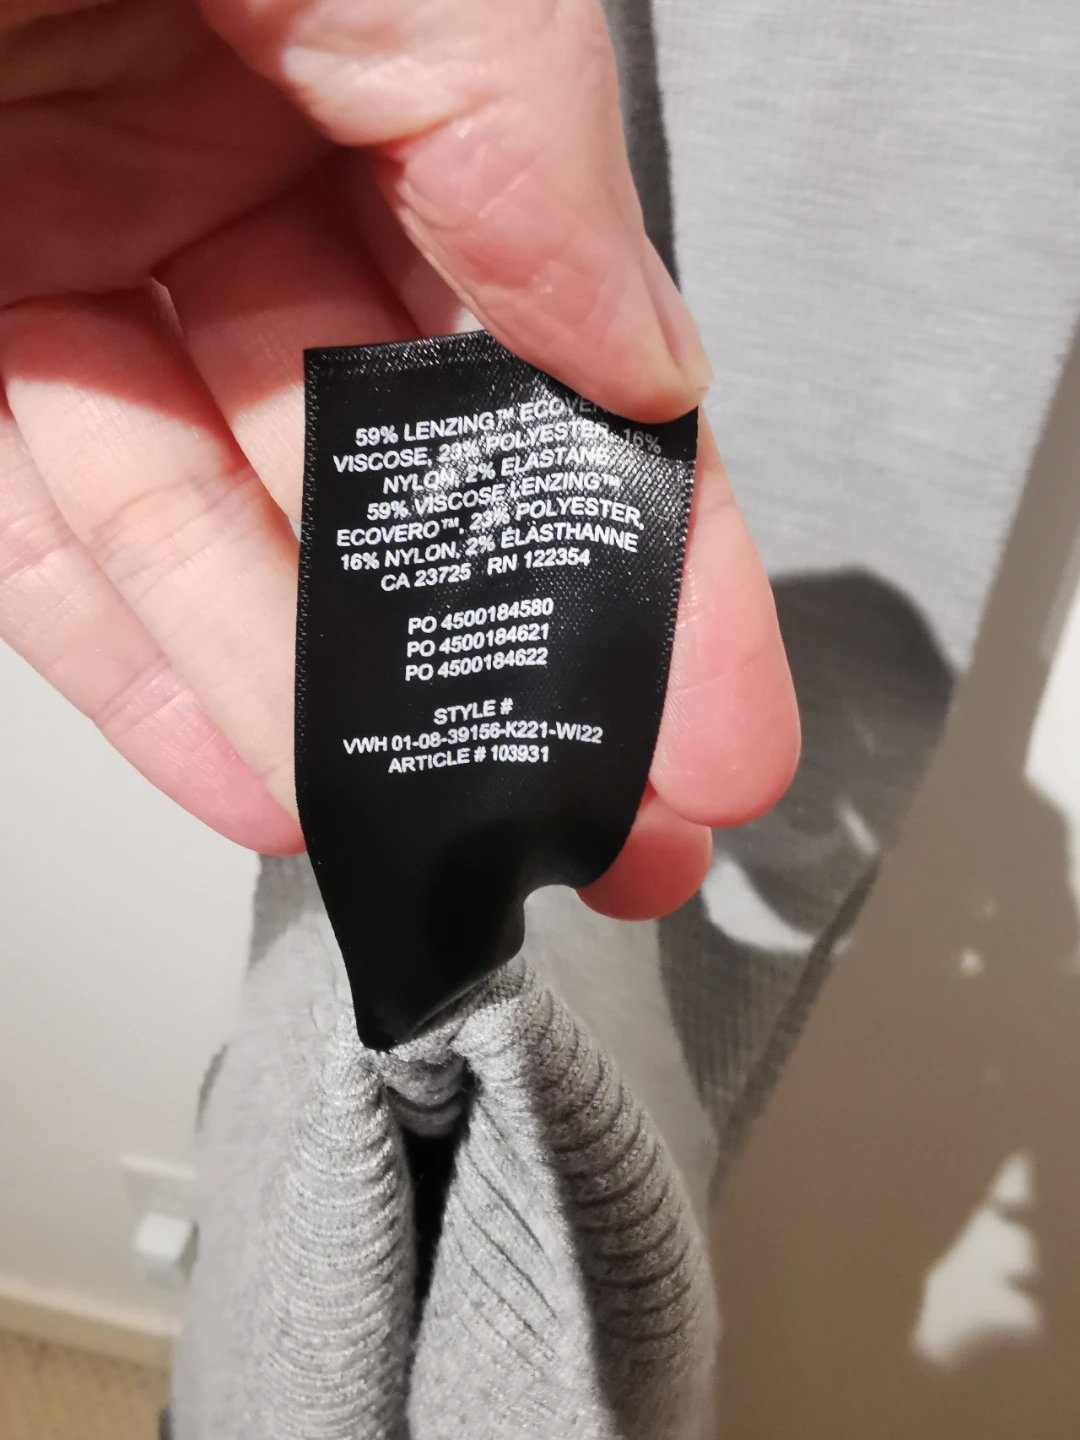 59% LENZING™ ECOVER
VISCOSE, 23% POLYESTER, 16%
NYLON, 2% ELASTANE
59% VISCOSE LENZING™
ECOVERO™, 23% POLYESTER,
16% NYLON, 2% ÉLASTHANNE
CA 23725 RN 122354
PO 4500184580
PO 4500184621
PO 4500184622
STYLE #
VWH 01-08-39156-K221-WI22
ARTICLE # 103931